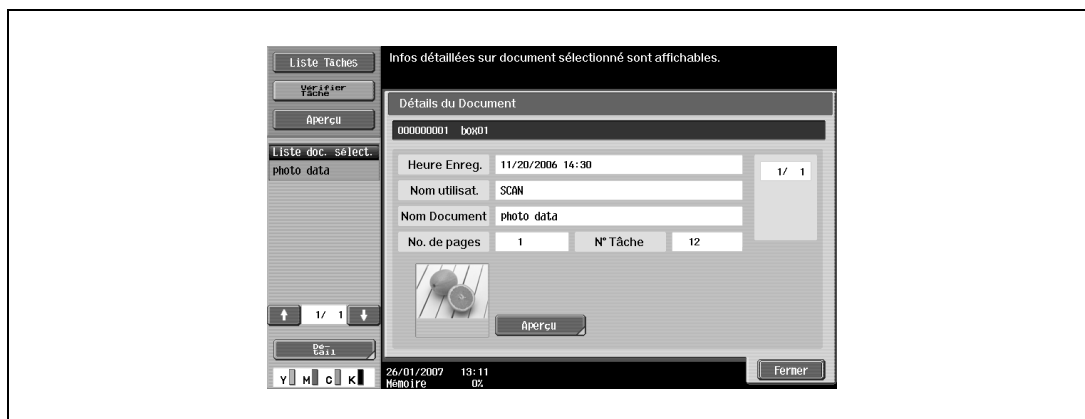 Liste Tâches
Infos détaillées sur document sélectionné sont affichables.
Vérifier
Tâche
Aperçu
Détails du Document
000000001 box01
Liste doc. sélect.
photo data
Heure Enreg. 11/20/2006 14:30
1/ 1
Nom utilisat. SCAN
Nom Document photo data
No. de pages 1 N° Tâche 12
Aperçu
1/ 1
Dé-
tail
Y M C K
26/01/2007 13:11
Mémoire 0%
Fermer